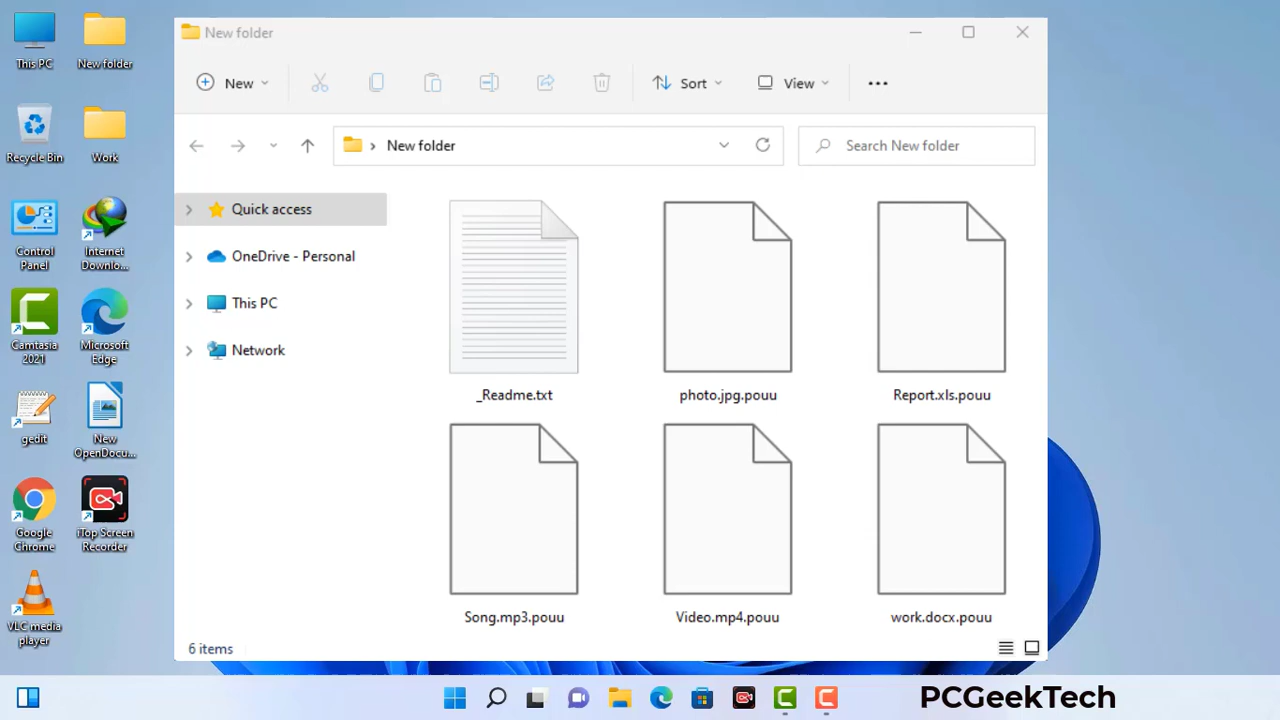 This PC
New folder
Recycle Bin
Work
Control
Panel
Internet
Downlo...
Camtasia
2021
Microsoft
Edge
gedit
New
OpenDocu...
Google
Chrome
iTop Screen
Recorder
VLC media
player
New folder
New
Sort
View
New folder
Search New folder
Quick access
OneDrive - Personal
This PC
Network
_Readme.txt
photo.jpg.pouu
Report.xls.pouu
Song.mp3.pouu
Video.mp4.pouu
work.docx.pouu
6 items
PCGeekTech